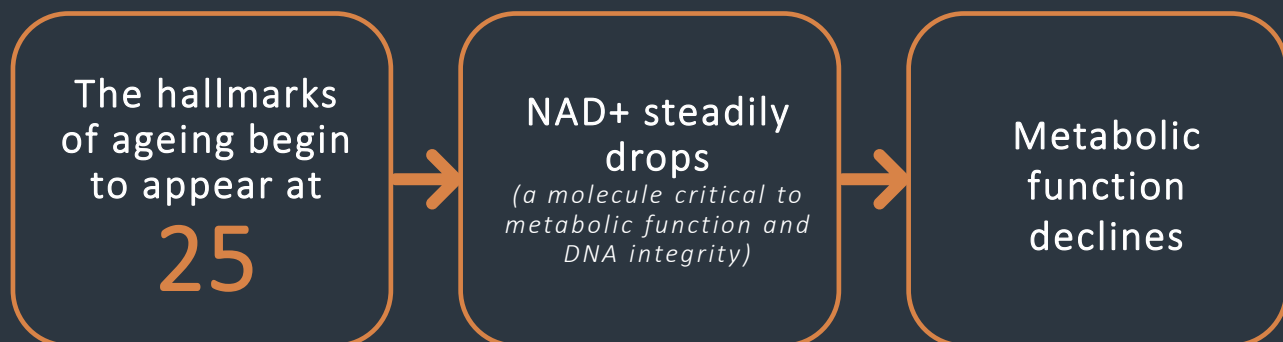 The hallmarks
of ageing begin
to appear at
25
NAD+ steadily
drops
(a molecule critical to
metabolic function and
DNA integrity)
Metabolic
function
declines